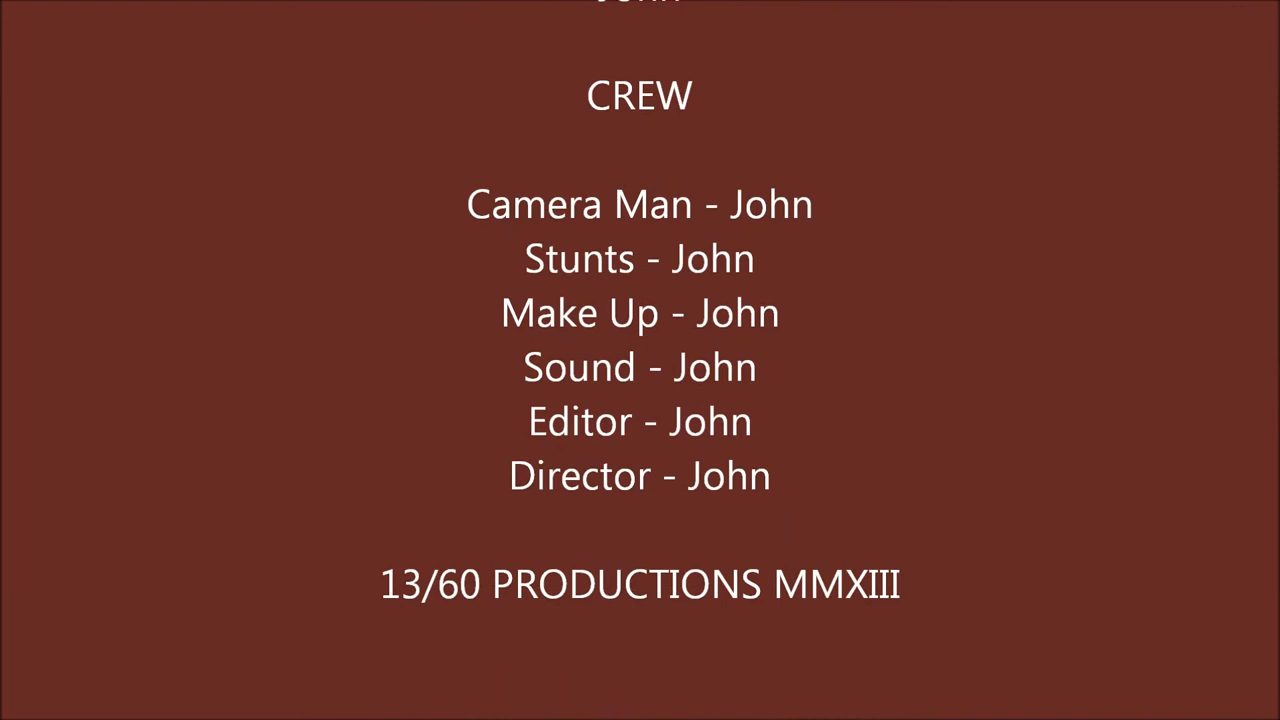 John
CREW
Camera Man - John
Stunts - John
Make Up - John
Sound - John
Editor - John
Director - John
13/60 PRODUCTIONS MMXIII